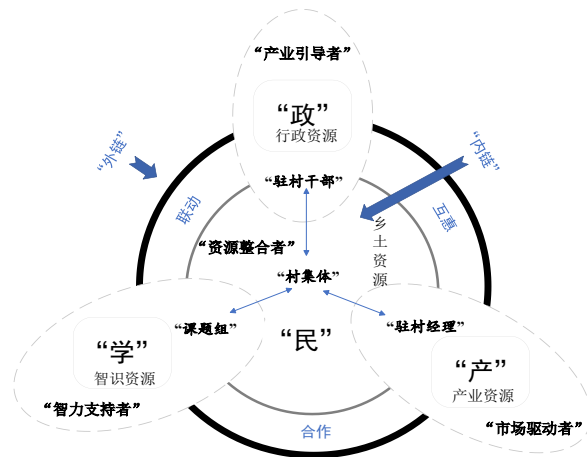 “产业引导者”
“政”
行政资源
“外链”
“内链”
“驻村干部”
联动
互惠
乡土资源
“资源整合者”
“村集体”
“课题组”
“驻村经理”
“民”
“学”
智识资源
“产”
产业资源
“智力支持者”
“市场驱动者”
合作